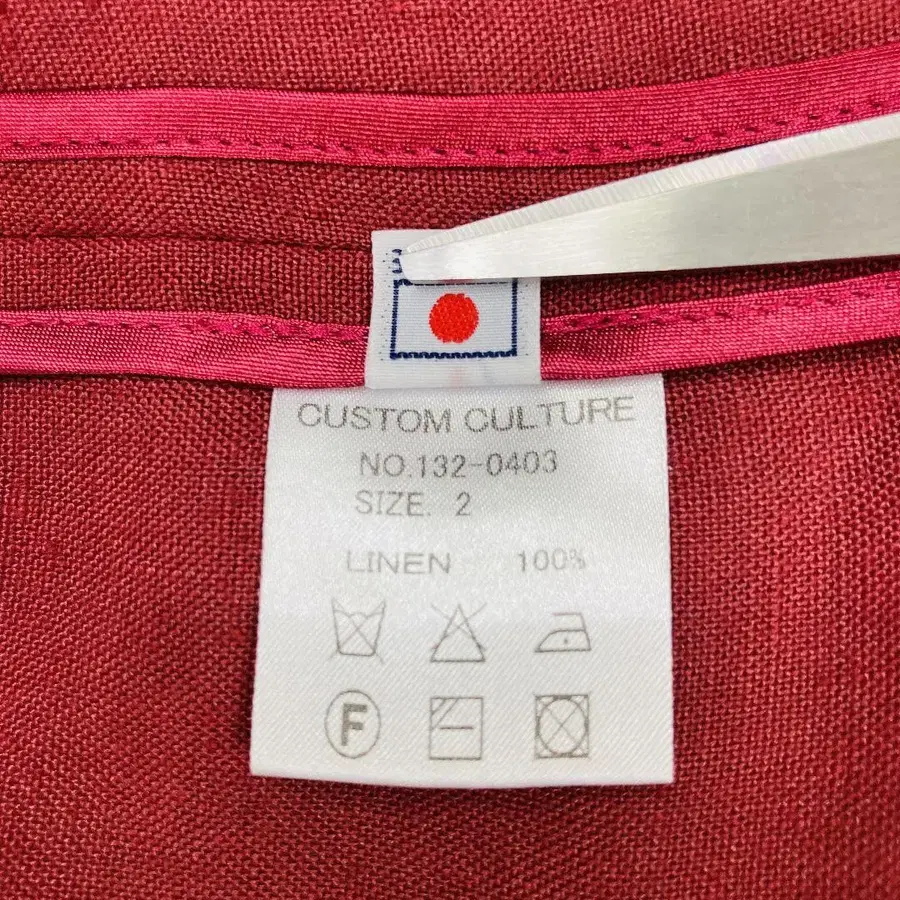 CUSTOM CULTURE
NO.132-0403
SIZE. 2
LINEN 100%
F